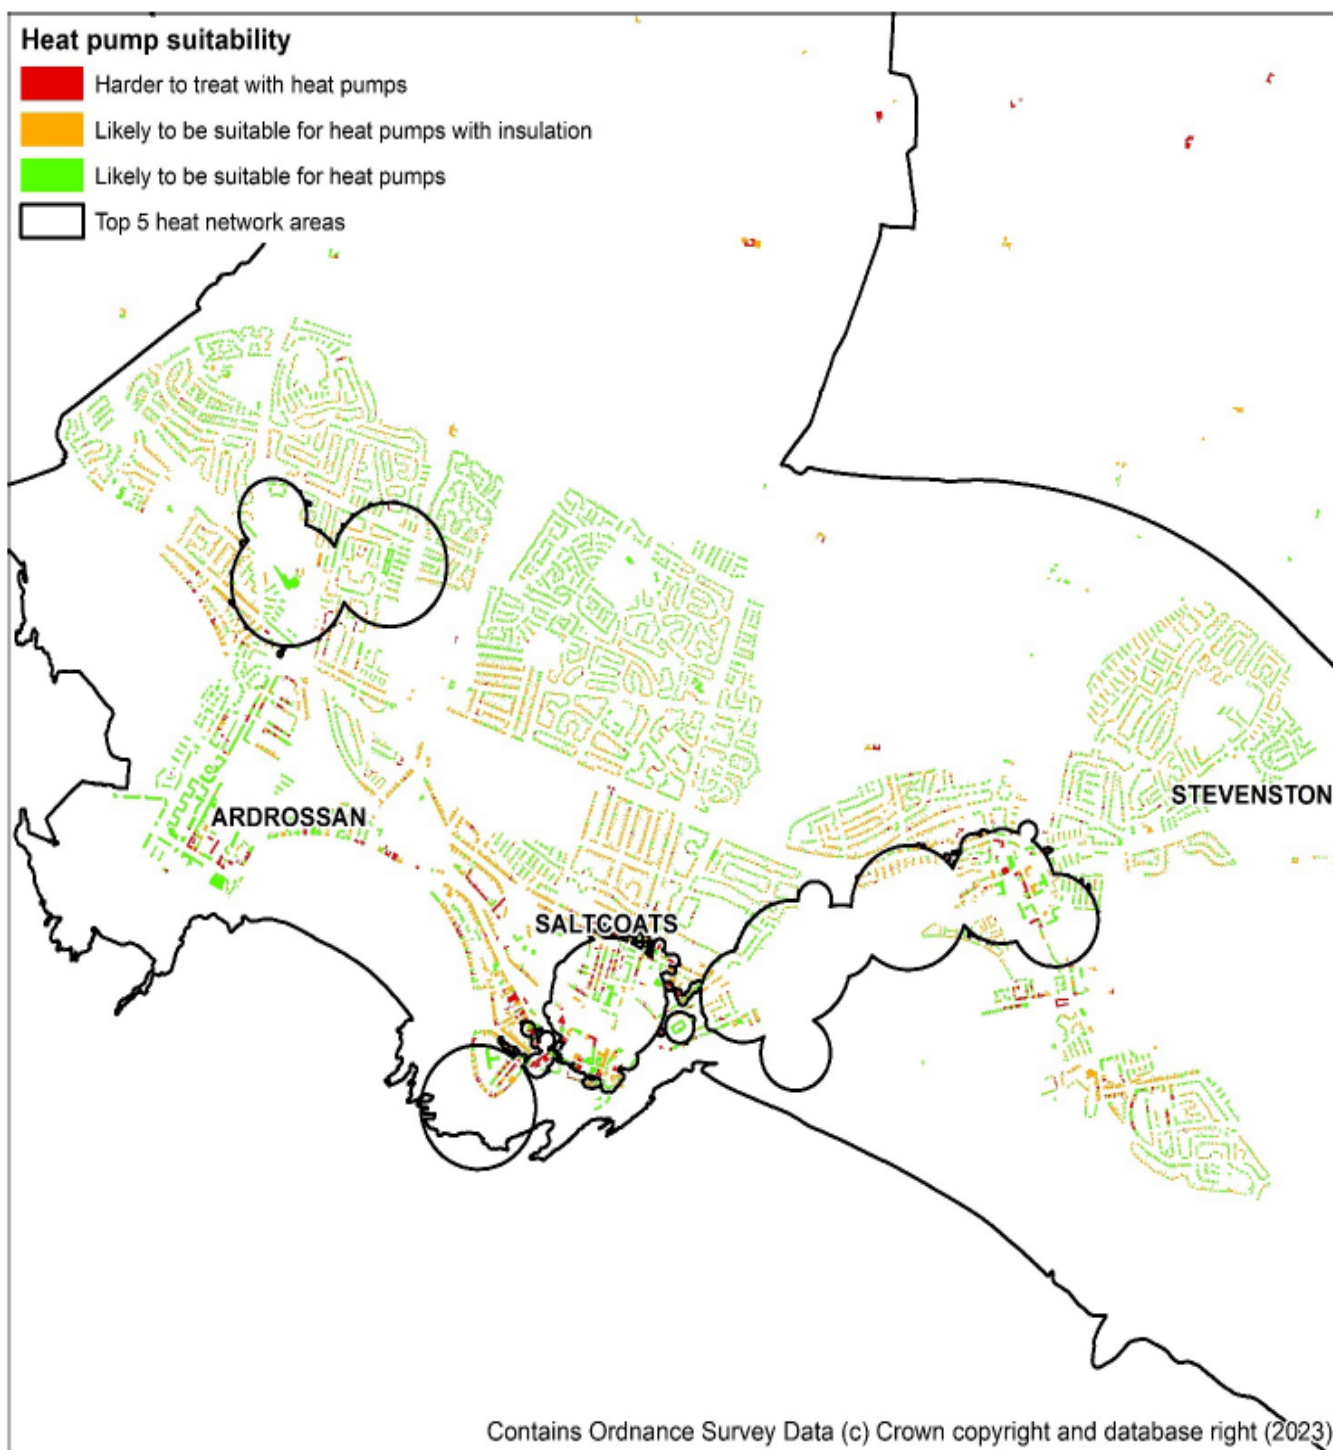 Heat pump suitability
Harder to treat with heat pumps
Likely to be suitable for heat pumps with insulation
Likely to be suitable for heat pumps
Top 5 heat network areas
STEVENSTON
ARDROSSAN
SALTCOATS
Contains Ordnance Survey Data (c) Crown copyright and database right (2023)